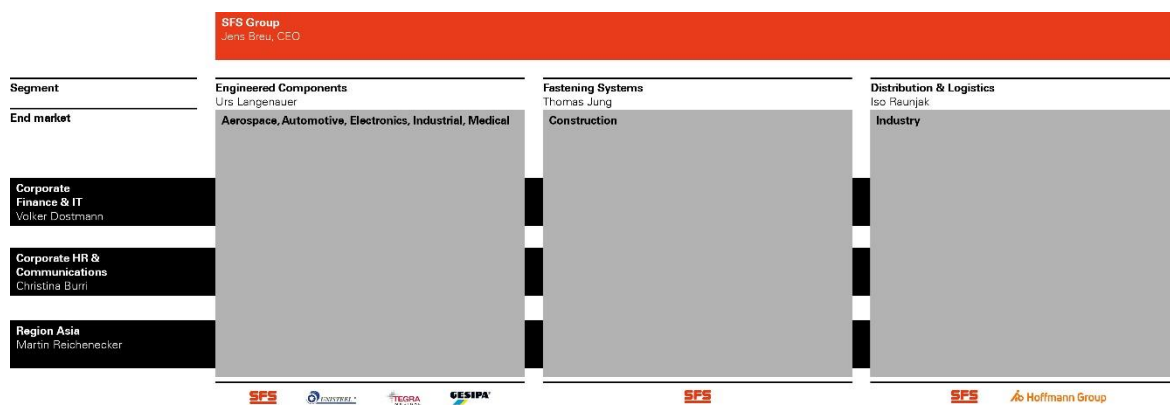 SFS Group
Jens Breu, CEO
Segment
Engineered Components
Urs Langenauer
Fastening Systems
Thomas Jung
Distribution & Logistics
Iso Raunjak
End market
Aerospace, Automotive, Electronics, Industrial, Medical
Construction
Industry
Corporate
Finance & IT
Volker Dostmann
Corporate HR &
Communications
Christina Burri
Region Asia
Martin Reichenecker
SFS
UNISTEEL
TEGRA
GESIPA
SFS
SFS
Hoffmann Group